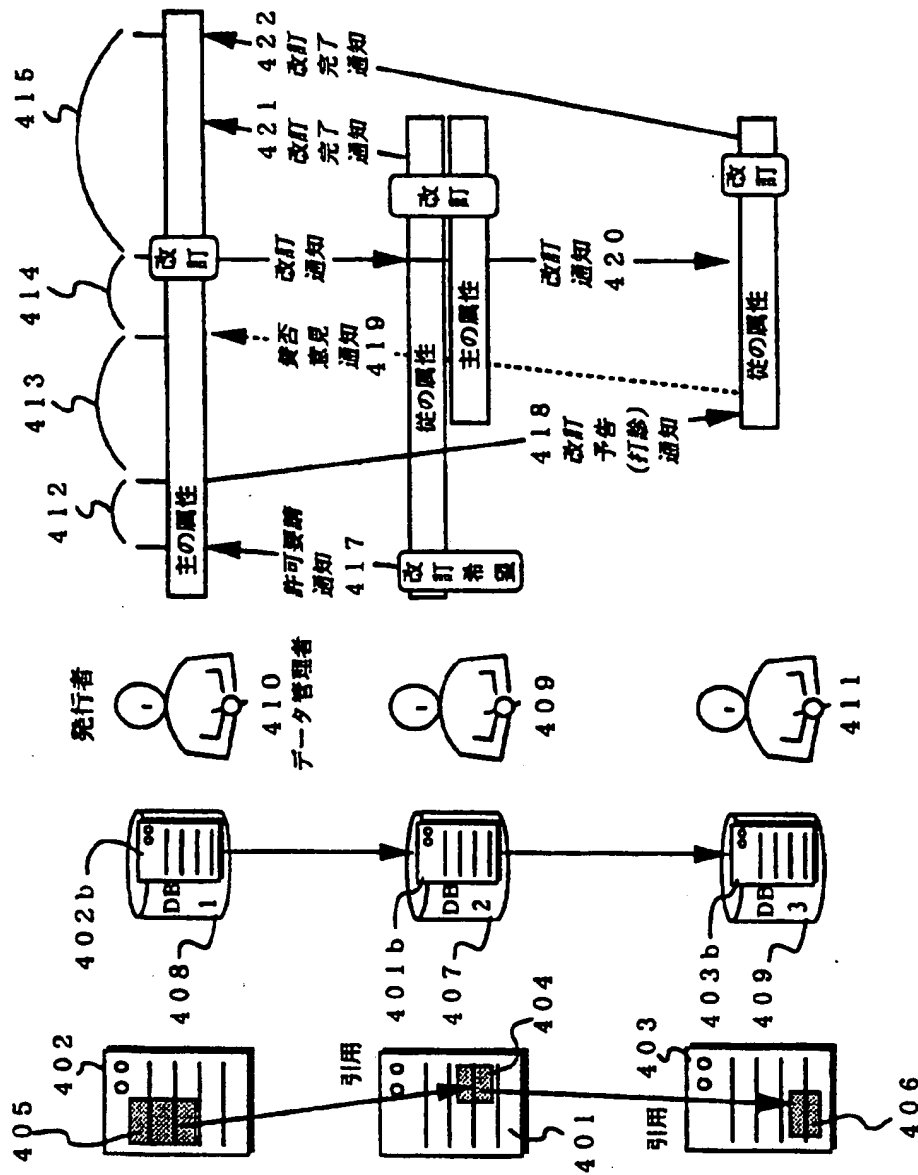 405
402
○○
引用
404
401
403
○○
引用
406
402b
DB
1
408
401b
DB
2
407
403b
DB
3
409
発行者
410
データ管理者
409
411
412
413
414
415
主の属性
改訂
許可要請
通知
417
改訂希望
従の属性
主の属性
改訂
418
改訂
予告
(打診)
通知
賛否
意見
通知
419
改訂
通知
改訂
通知
420
421
改訂
完了
通知
422
改訂
完了
通知
従の属性
改訂